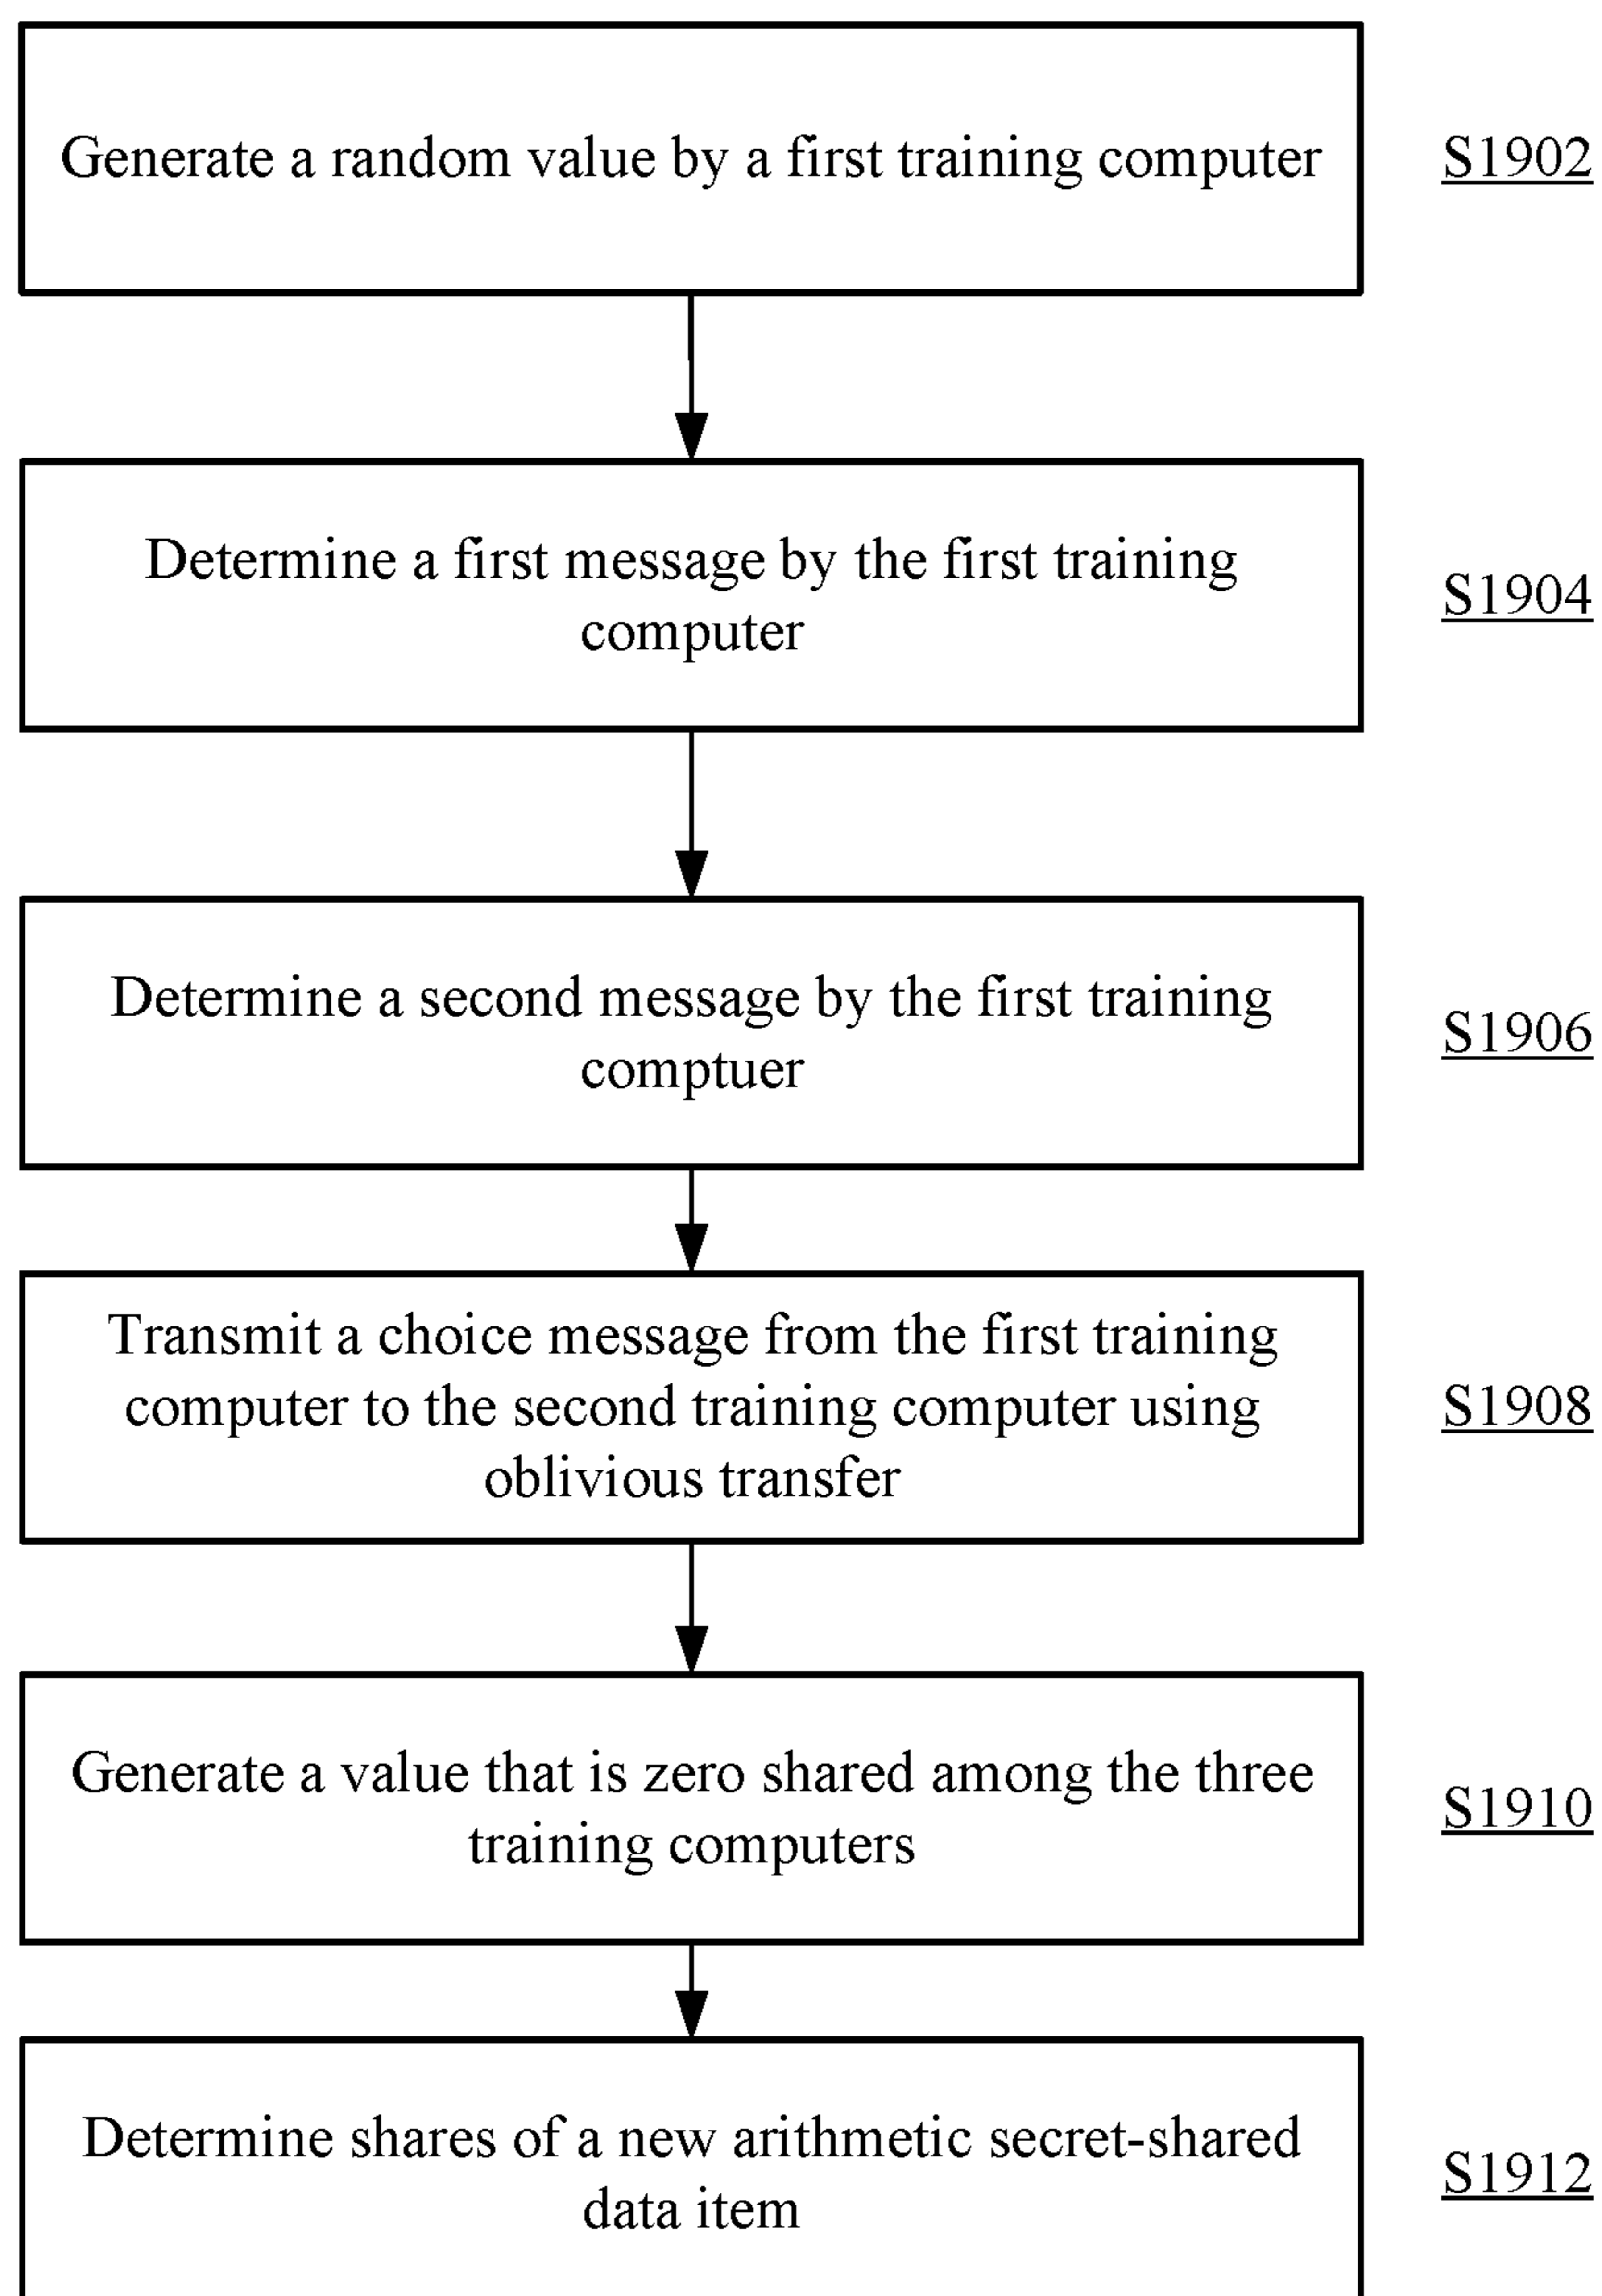 Generate a random value by a first training computer
S1902
Determine a first message by the first training
computer
S1904
Determine a second message by the first training
comptuer
S1906
Transmit a choice message from the first training
computer to the second training computer using
oblivious transfer
S1908
Generate a value that is zero shared among the three
training computers
S1910
Determine shares of a new arithmetic secret-shared
data item
S1912